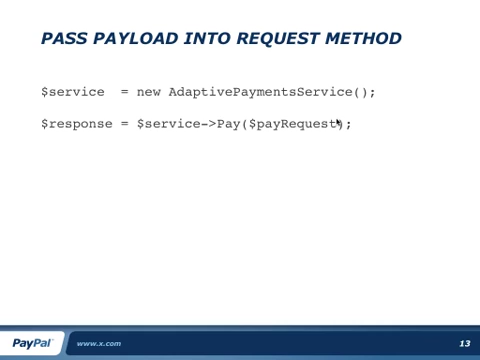 PASS PAYLOAD INTO REQUEST METHOD
$service  = new AdaptivePaymentsService();
$response = $service->Pay($payRequest);
PayPal
www.x.com
13